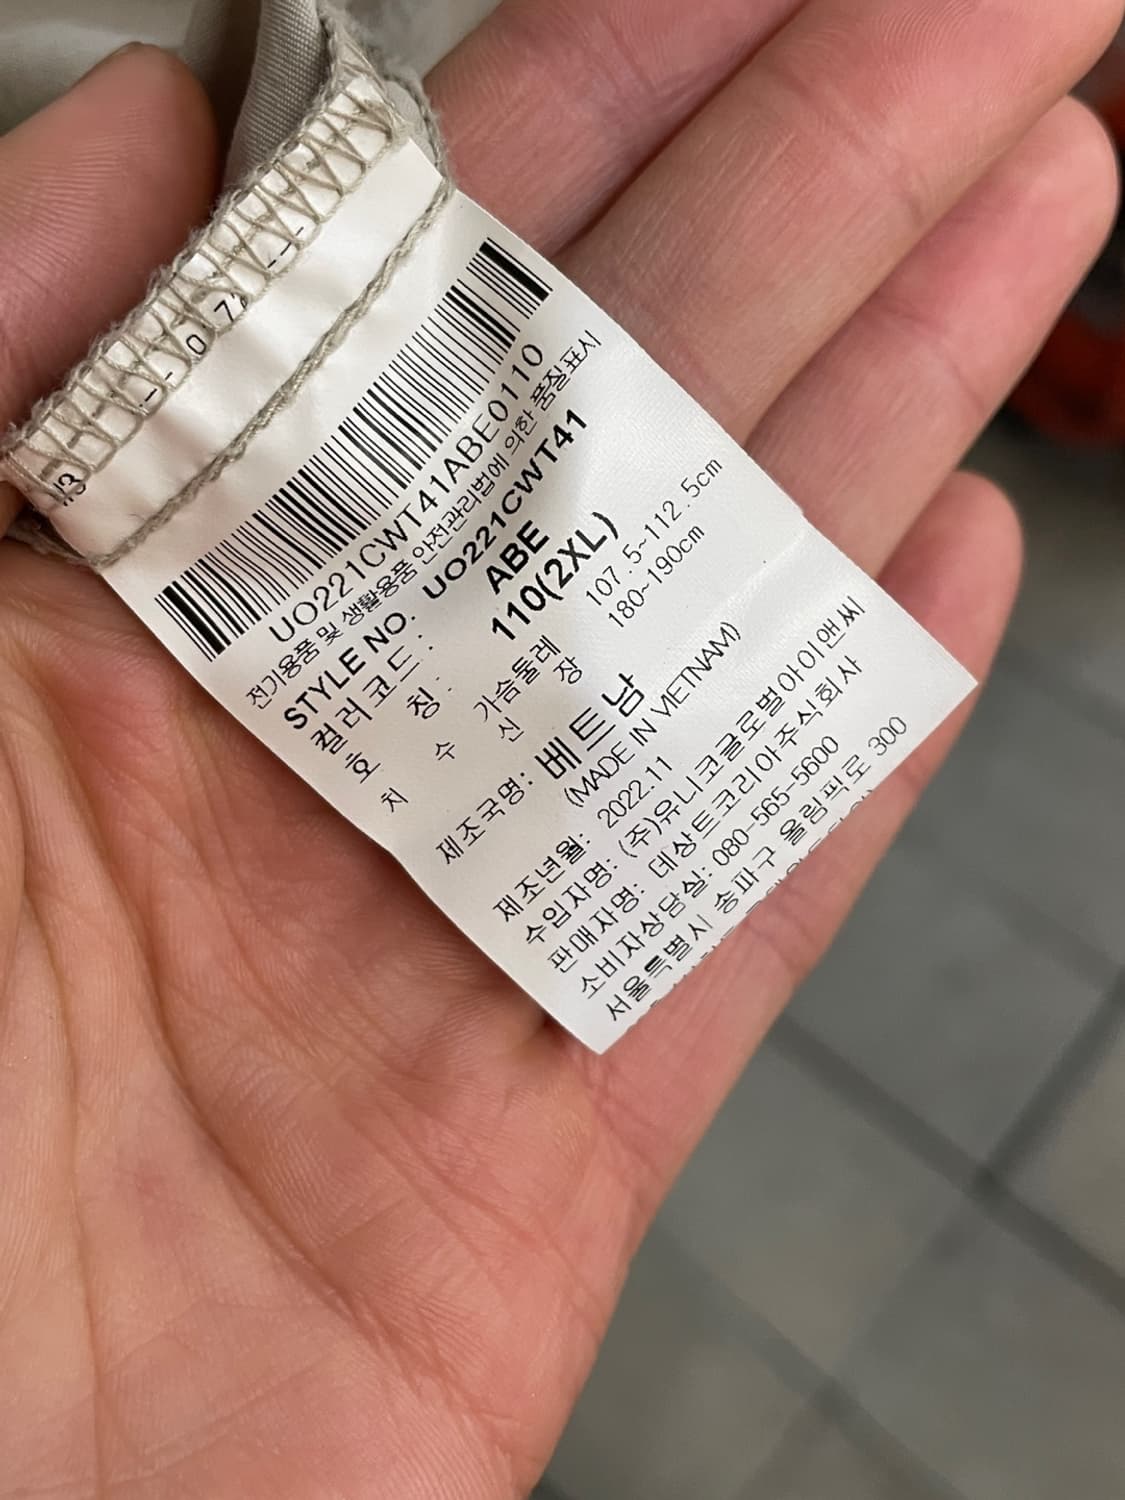 UO221CWT41ABE0110
전기용품 및 생활용품 안전관리법에 의한 품질표시
STYLE NO. UO221CWT41
컬러코드 : ABE
호 칭 : 110(2XL)
치 수 가슴둘레 107.5~112.5cm
신 장 180~190cm
제조국명: 베트남
(MADE IN VIETNAM)
제조년월: 2022.11
수입자명: (주)유니코글로벌아이앤씨
판매자명: 데상트코리아주식회사
소비자상담실: 080-565-5600
서울특별시 송파구 올림픽로 300